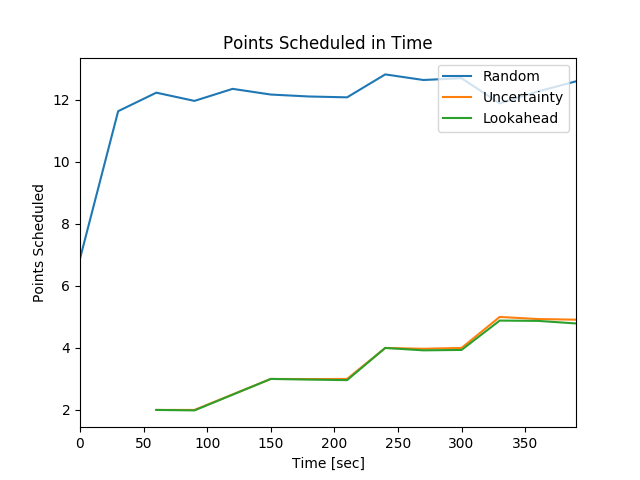 Points Scheduled in Time
Random
Uncertainty
Lookahead
Points Scheduled
12
10
8
6
4
2
0
50
100
150
200
250
300
350
Time [sec]